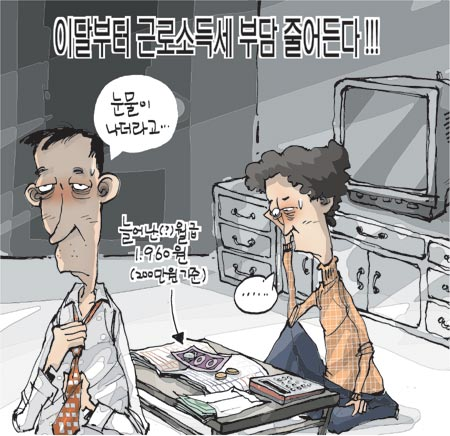 이달부터 근로소득세 부담 줄어든다 !!!
눈물이
나더라고...
늘어난(?)월급
1.960원
(200만원기준)
....